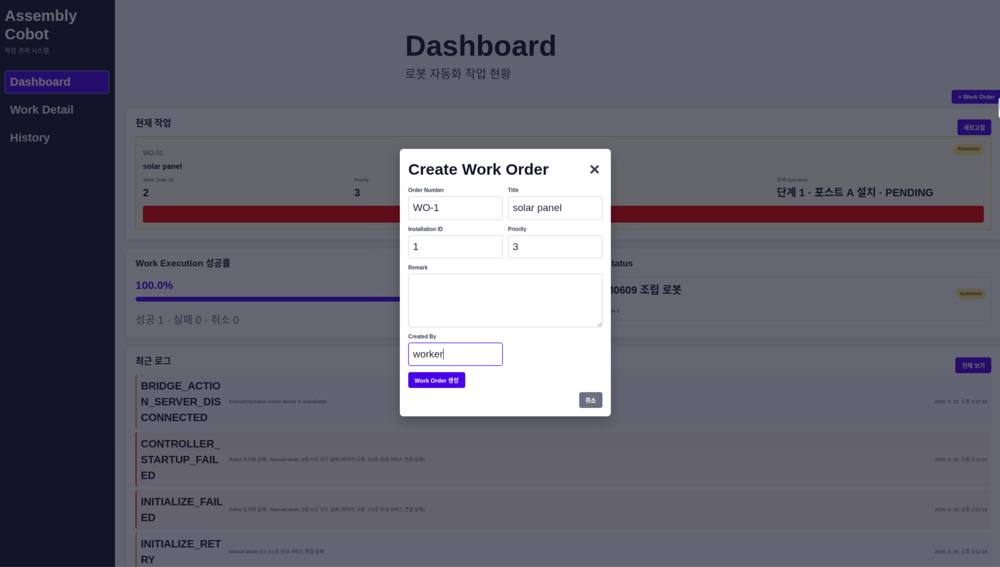 Assembly
Cobot
작업 관리 시스템
Dashboard
Work Detail
History
Dashboard
로봇 자동화 작업 현황
+ Work Order
현재 작업
새로고침
WO-01
RUNNING
solar panel
Work Order ID
Priority
현재 Operation
2
3
단계 1 · 포스트 A 설치 · PENDING
Create Work Order
Order Number
Title
WO-1
solar panel
Installation ID
Priority
1
3
Remark
Created By
worker
Work Order 생성
취소
Work Execution 성공률
100.0%
성공 1 · 실패 0 · 취소 0
tatus
0609 조립 로봇
RUNNING
on 2
최근 로그
전체 보기
BRIDGE_ACTIO
N_SERVER_DIS
CONNECTED
ExecuteOperation Action Server is unavailable.
2026. 8. 25. 오후 3:12:19
CONTROLLER_
STARTUP_FAIL
ED
Robot 초기화 실패 - Manual Mode: 3회 시도 모두 실패 (마지막 오류: 3.0초 이내 서비스 연결 실패)
2026. 8. 25. 오후 3:12:19
INITIALIZE_FAIL
ED
Robot 초기화 실패 - Manual Mode: 3회 시도 모두 실패 (마지막 오류: 3.0초 이내 서비스 연결 실패)
2026. 8. 25. 오후 3:12:19
INITIALIZE_RET
RY
Manual Mode 3/3: 3.0초 이내 서비스 연결 실패
2026. 8. 25. 오후 3:12:19